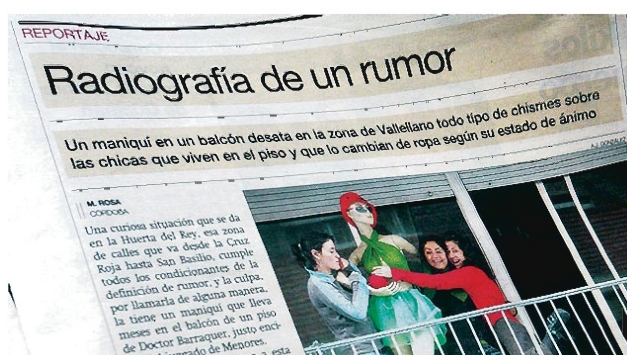 REPORTAJE
Radiografía de un rumor
Un maniquí en un balcón desata en la zona de Vallellano todo tipo de chismes sobre
las chicas que viven en el piso y que lo cambian de ropa según su estado de ánimo
A.J. GONZÁLEZ
M. ROSA
CÓRDOBA
Una curiosa situación que se da
en la Huerta del Rey, esa zona
de calles que va desde la Cruz
Roja hasta San Basilio, cumple
todos los condicionantes de la
definición de rumor, y la culpa,
por llamarla de alguna manera,
la tiene un maniquí que lleva
meses en el balcón de un piso
de Doctor Barraquer, justo enci-
de Menores.
a esta